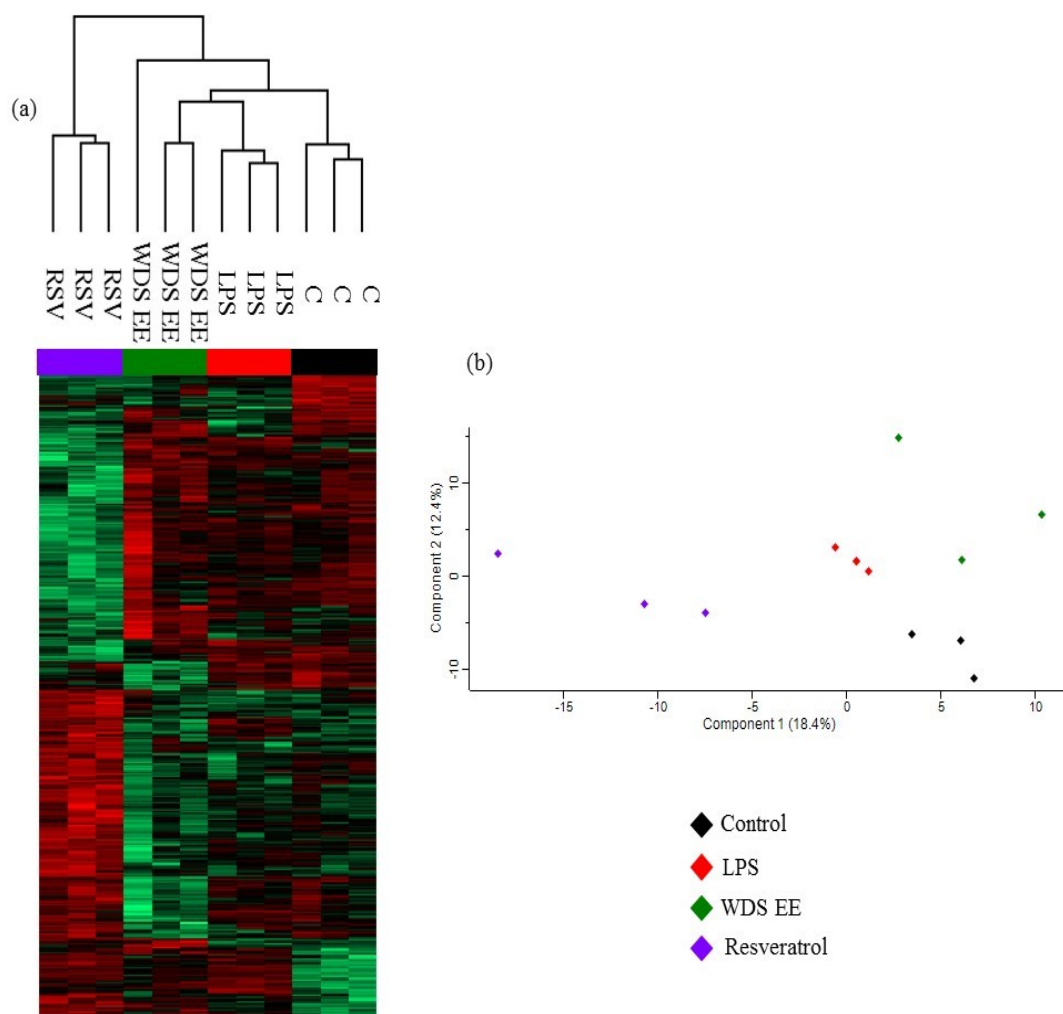 (a)
RSV
RSV
RSV
WDS EE
WDS EE
WDS EE
LPS
LPS
LPS
C
C
C
(b)
Component 2 (12.4%)
10
0
-10
-15
-10
-5
0
5
10
Component 1 (18.4%)
Control
LPS
WDS EE
Resveratrol